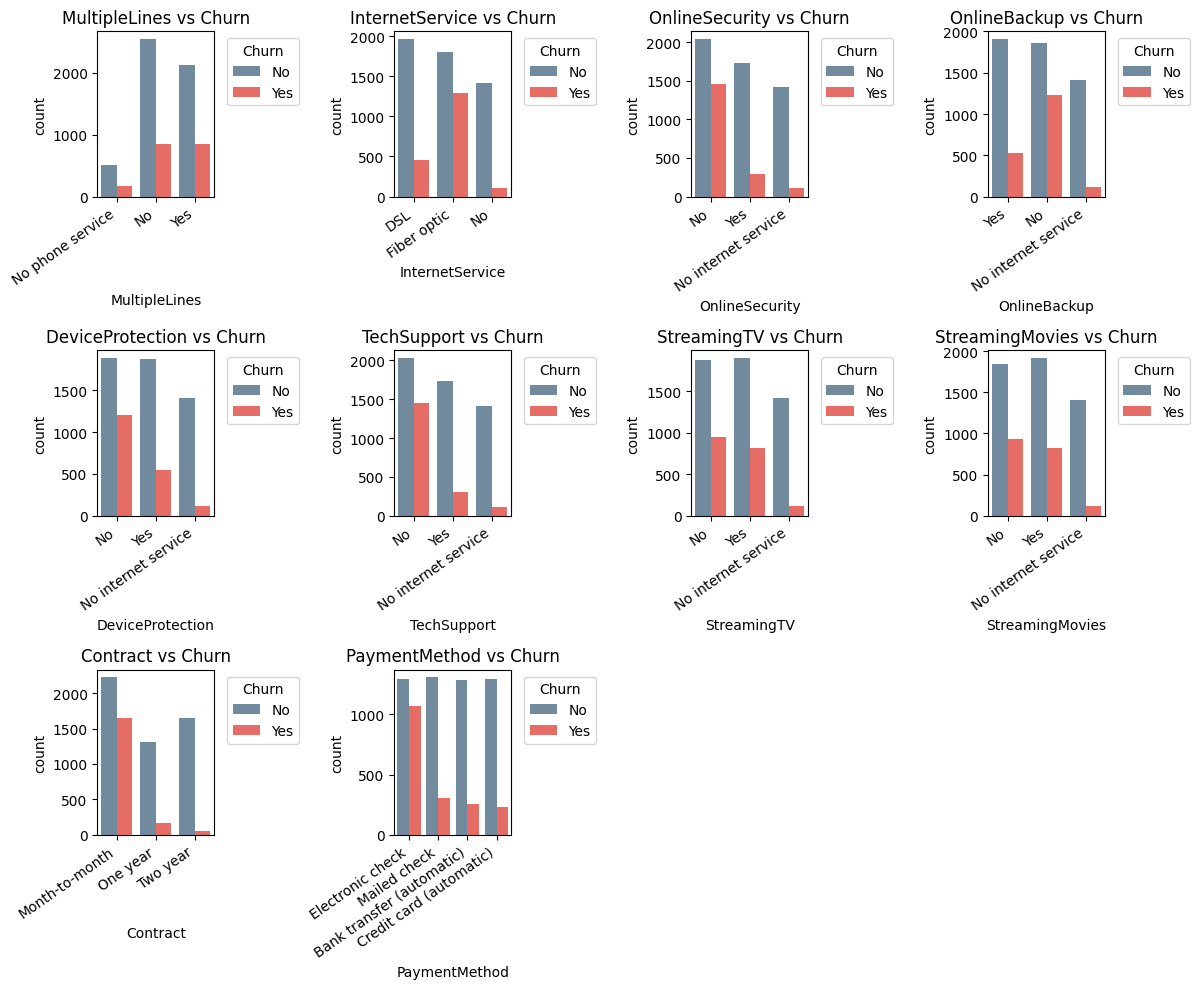 MultipleLines vs Churn
2000
1000
0
count
No phone service
No
Yes
MultipleLines
Churn
No
Yes
InternetService vs Churn
2000
1500
1000
500
0
count
DSL
Fiber optic
No
InternetService
Churn
No
Yes
OnlineSecurity vs Churn
2000
1500
1000
500
0
count
No
Yes
No internet service
OnlineSecurity
Churn
No
Yes
OnlineBackup vs Churn
2000
1500
1000
500
0
count
Yes
No
No internet service
OnlineBackup
Churn
No
Yes
DeviceProtection vs Churn
1500
1000
500
0
count
No
Yes
No internet service
DeviceProtection
Churn
No
Yes
TechSupport vs Churn
2000
1500
1000
500
0
count
No
Yes
No internet service
TechSupport
Churn
No
Yes
StreamingTV vs Churn
1500
1000
500
0
count
No
Yes
No internet service
StreamingTV
Churn
No
Yes
StreamingMovies vs Churn
2000
1500
1000
500
0
count
No
Yes
No internet service
StreamingMovies
Churn
No
Yes
Contract vs Churn
2000
1500
1000
500
0
count
Month-to-month
One year
Two year
Contract
Churn
No
Yes
PaymentMethod vs Churn
1000
500
0
count
Electronic check
Mailed check
Bank transfer (automatic)
Credit card (automatic)
PaymentMethod
Churn
No
Yes